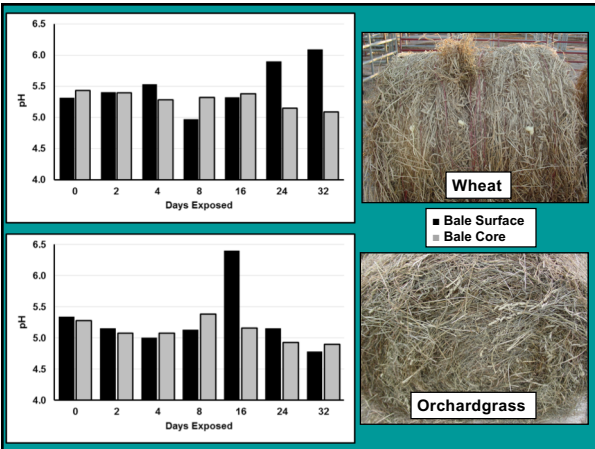 6.5
6.0
5.5
5.0
4.5
4.0
pH
0 2 4 8 16 24 32
Days Exposed
Wheat
Bale Surface
Bale Core
6.5
6.0
5.5
5.0
4.5
4.0
pH
0 2 4 8 16 24 32
Days Exposed
Orchardgrass